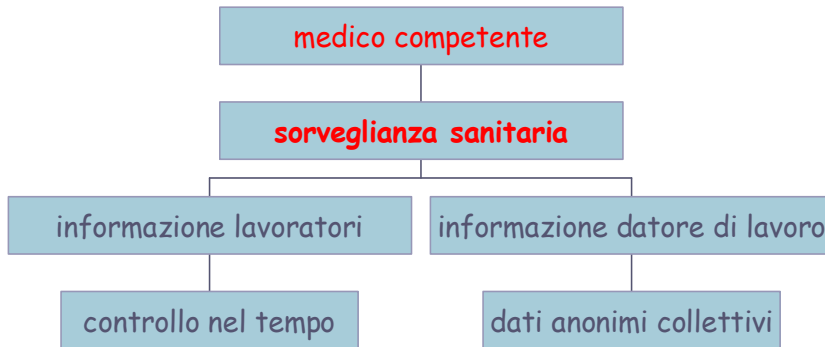 medico competente
sorveglianza sanitaria
informazione lavoratori
informazione datore di lavoro
controllo nel tempo
dati anonimi collettivi